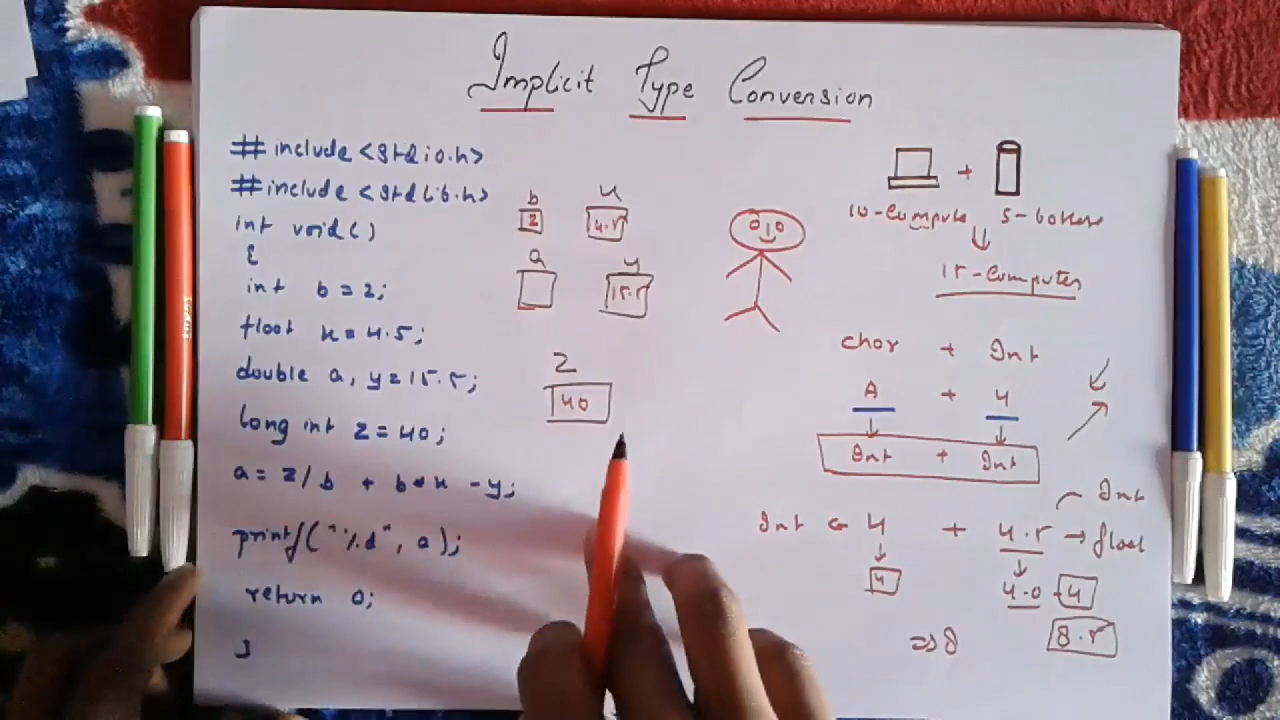 Implicit Type Conversion
#include <stdio.h>
#include <stdlib.h>
int void()
{
int b=2;
float x=4.5;
double a, y=15.5;
long int z=40;
a= z/b + b*x -y;
printf("%d", a);
return 0;
}
b x
2 4.5
a y
15.5
z
40
+
10-Compute 5-botters
15-Computer
char + Int
A + 4
Int + Int
Int
Int 4 + 4.5 → float
4 4.0 - 4
=> 8 8.5